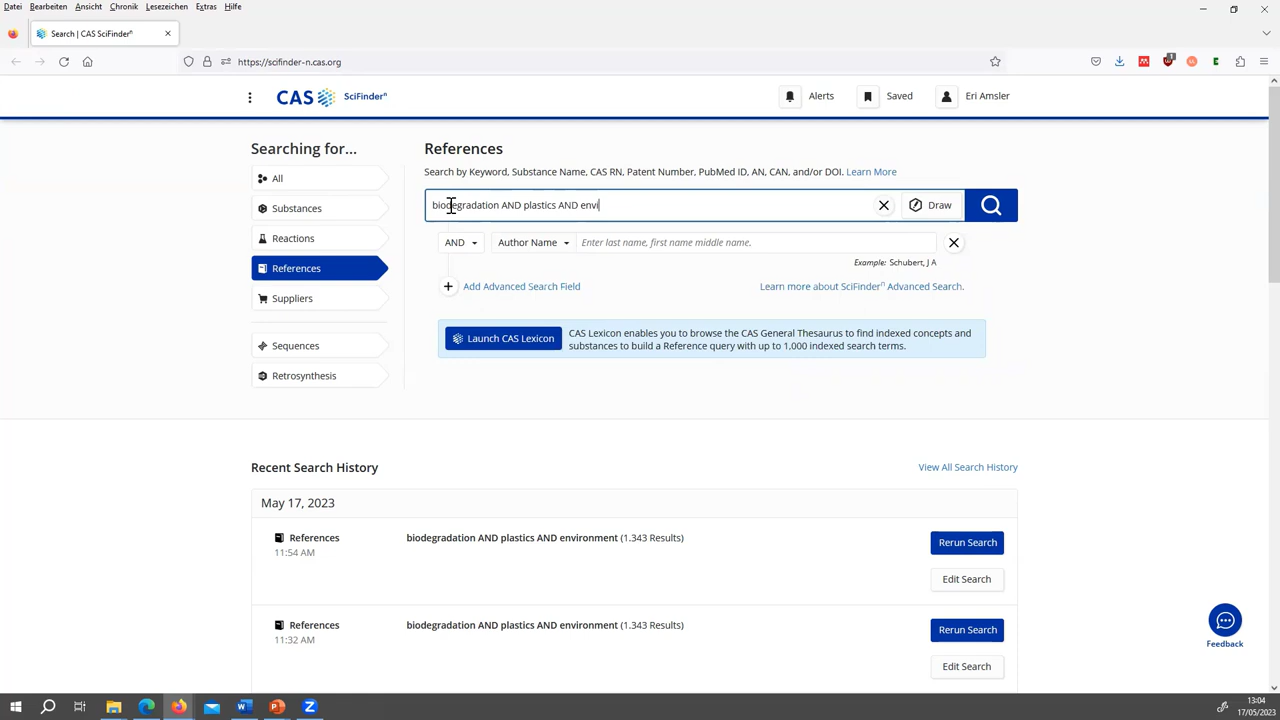 Datei Bearbeiten Ansicht Chronik Lesezeichen Extras Hilfe
Search | CAS SciFinderⁿ
https://scifinder-n.cas.org
CAS SciFinderⁿ
Alerts Saved Eri Amsler
Searching for...
All
Substances
Reactions
References
Suppliers
Sequences
Retrosynthesis
References
Search by Keyword, Substance Name, CAS RN, Patent Number, PubMed ID, AN, CAN, and/or DOI. Learn More
biodegradation AND plastics AND envi
Draw
AND Author Name Enter last name, first name middle name.
Example: Schubert, J A
Add Advanced Search Field Learn more about SciFinderⁿ Advanced Search.
Launch CAS Lexicon
CAS Lexicon enables you to browse the CAS General Thesaurus to find indexed concepts and
substances to build a Reference query with up to 1,000 indexed search terms.
Recent Search History View All Search History
May 17, 2023
References biodegradation AND plastics AND environment (1.343 Results) Rerun Search
11:54 AM
Edit Search
References biodegradation AND plastics AND environment (1.343 Results) Rerun Search
11:32 AM
Edit Search
Feedback
13:04
17/05/2023